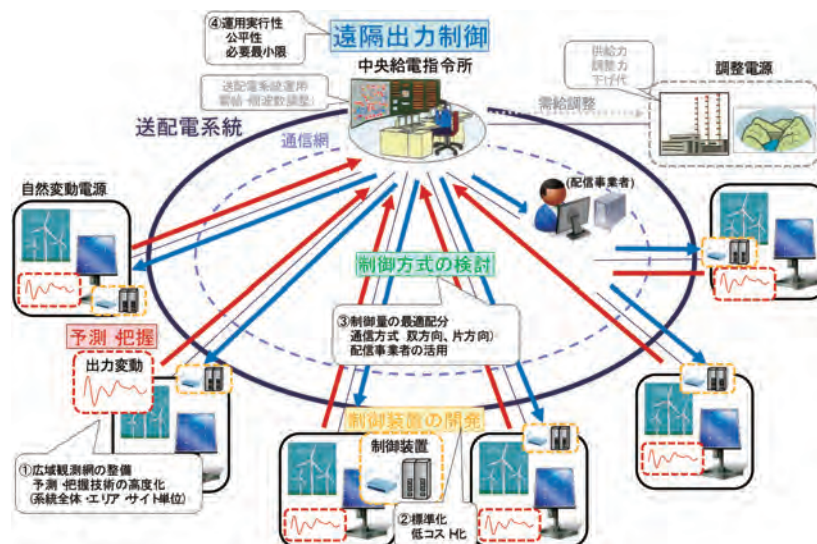 ④運用実行性
公平性
必要最小限
遠隔出力制御
中央給電指令所
送配電系統運用
需給・周波数調整)
供給力
調整力
下げ代
調整電源
需給調整
送配電系統
通信網
自然変動電源
(配信事業者)
制御方式の検討
③制御量の最適配分
通信方式 双方向、片方向)
配信事業者の活用
予測・把握
出力変動
制御装置の開発
制御装置
①広域観測網の整備
予測・把握技術の高度化
(系統全体・エリア・サイト単位)
②標準化
低コスト化